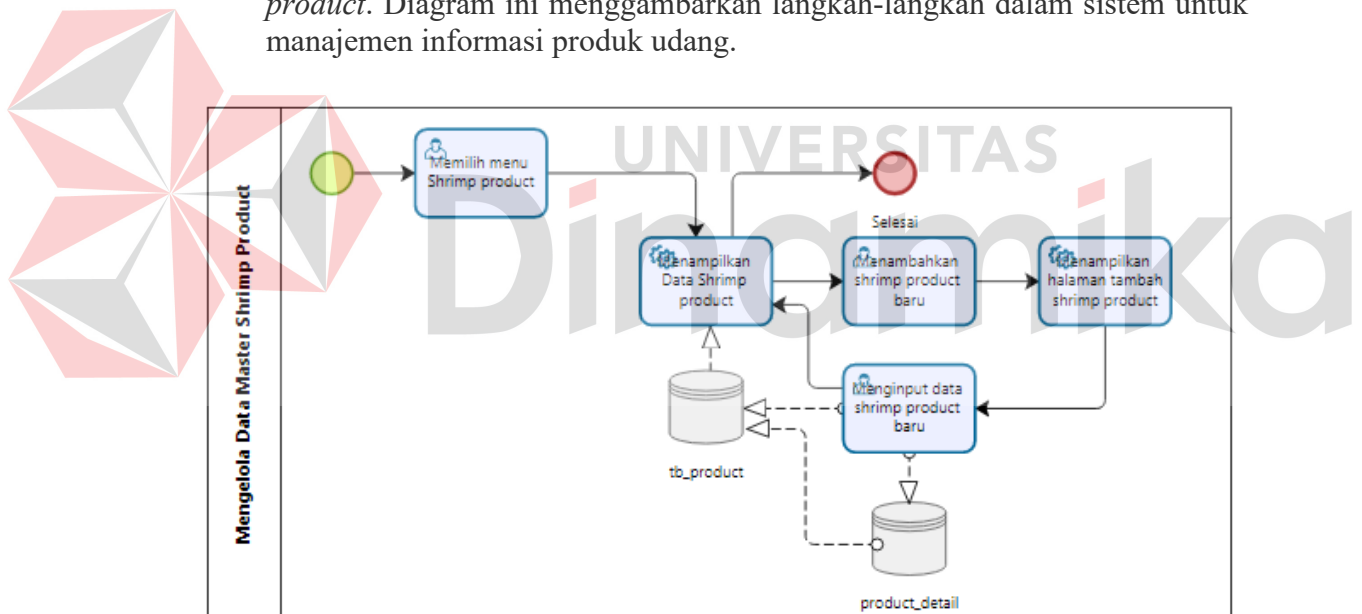 product. Diagram ini menggambarkan langkah-langkah dalam sistem untuk
manajemen informasi produk udang.
UNIVERSITAS
Dinamika
Mengelola Data Master Shrimp Product
Memilih menu
Shrimp product
Selesai
Menampilkan
Data Shrimp
product
Menambahkan
shrimp product
baru
Menampilkan
halaman tambah
shrimp product
Menginput data
shrimp product
baru
tb_product
product_detail